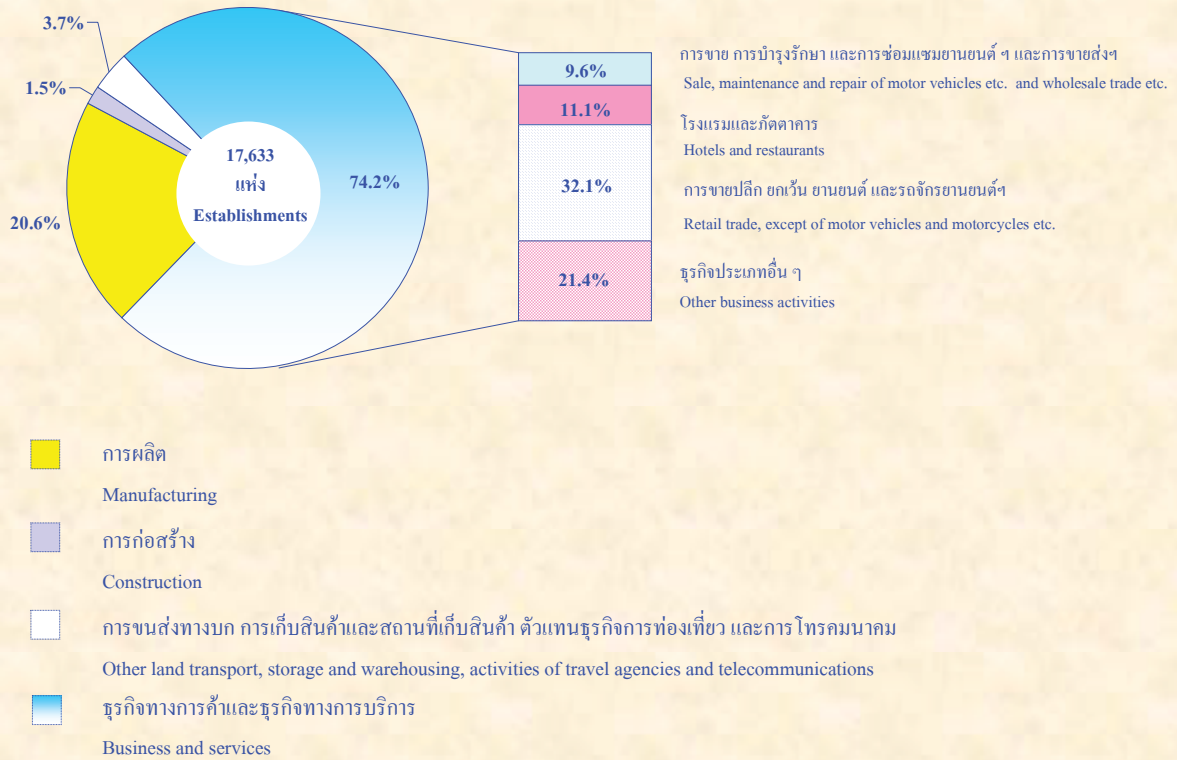 3.7%
1.5%
20.6%
17,633
แห่ง
Establishments
74.2%
9.6%
11.1%
32.1%
21.4%
การขาย การบำรุงรักษา และการซ่อมแซมยานยนต์ ฯ และการขายส่งฯ
Sale, maintenance and repair of motor vehicles etc. and wholesale trade etc.
โรงแรมและภัตตาคาร
Hotels and restaurants
การขายปลีก ยกเว้น ยานยนต์ และรถจักรยานยนต์ฯ
Retail trade, except of motor vehicles and motorcycles etc.
ธุรกิจประเภทอื่น ๆ
Other business activities
การผลิต
Manufacturing
การก่อสร้าง
Construction
การขนส่งทางบก การเก็บสินค้าและสถานที่เก็บสินค้า ตัวแทนธุรกิจการท่องเที่ยว และการโทรคมนาคม
Other land transport, storage and warehousing, activities of travel agencies and telecommunications
ธุรกิจทางการค้าและธุรกิจทางการบริการ
Business and services